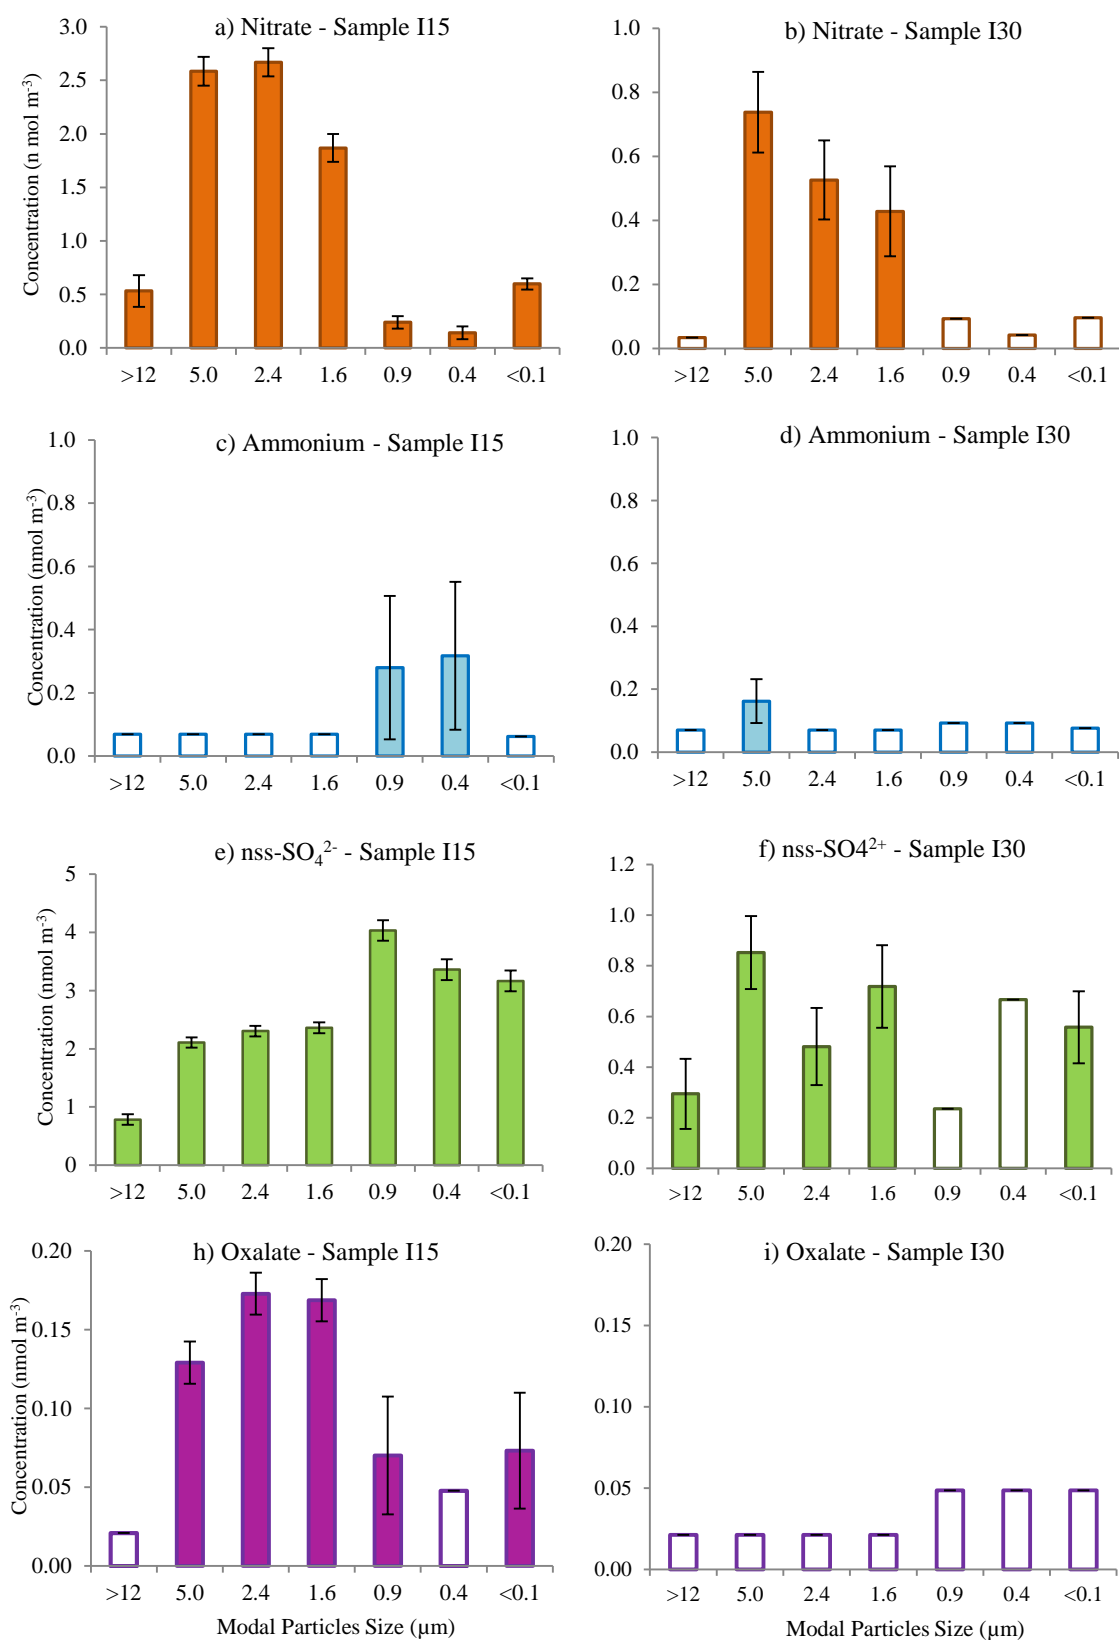 a) Nitrate - Sample I15
Concentration (n mol m-3)
3.0
2.5
2.0
1.5
1.0
0.5
0.0
>12 5.0 2.4 1.6 0.9 0.4 <0.1
b) Nitrate - Sample I30
1.0
0.8
0.6
0.4
0.2
0.0
>12 5.0 2.4 1.6 0.9 0.4 <0.1
c) Ammonium - Sample I15
Concentration (nmol m-3)
1.0
0.8
0.6
0.4
0.2
0.0
>12 5.0 2.4 1.6 0.9 0.4 <0.1
d) Ammonium - Sample I30
1.0
0.8
0.6
0.4
0.2
0.0
>12 5.0 2.4 1.6 0.9 0.4 <0.1
e) nss-SO₄²⁻ - Sample I15
Concentration (nmol m-3)
5
4
3
2
1
0
>12 5.0 2.4 1.6 0.9 0.4 <0.1
f) nss-SO4²⁺ - Sample I30
1.2
1.0
0.8
0.6
0.4
0.2
0.0
>12 5.0 2.4 1.6 0.9 0.4 <0.1
h) Oxalate - Sample I15
Concentration (nmol m-3)
0.20
0.15
0.10
0.05
0.00
>12 5.0 2.4 1.6 0.9 0.4 <0.1
Modal Particles Size (µm)
i) Oxalate - Sample I30
0.20
0.15
0.10
0.05
0.00
>12 5.0 2.4 1.6 0.9 0.4 <0.1
Modal Particles Size (µm)